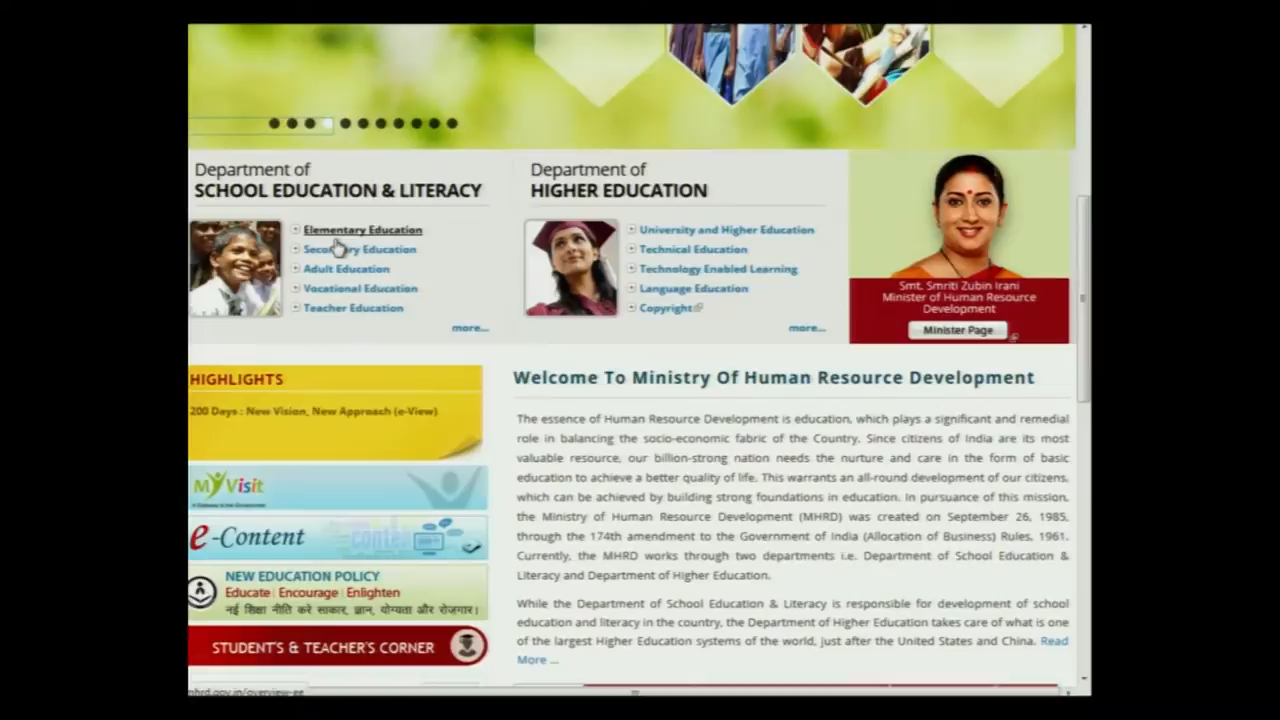 Department of
SCHOOL EDUCATION & LITERACY
Elementary Education
Secondary Education
Adult Education
Vocational Education
Teacher Education
more...
Department of
HIGHER EDUCATION
University and Higher Education
Technical Education
Technology Enabled Learning
Language Education
Copyright
more...
Smt. Smriti Zubin Irani
Minister of Human Resource
Development
Minister Page
HIGHLIGHTS
200 Days : New Vision, New Approach (e-View)
MyVisit
e-Content
NEW EDUCATION POLICY
Educate | Encourage | Enlighten
नई शिक्षा नीति करे साकार, ज्ञान, योग्यता और रोजगार।
STUDENT'S & TEACHER'S CORNER
Welcome To Ministry Of Human Resource Development
The essence of Human Resource Development is education, which plays a significant and remedial
role in balancing the socio-economic fabric of the Country. Since citizens of India are its most
valuable resource, our billion-strong nation needs the nurture and care in the form of basic
education to achieve a better quality of life. This warrants an all-round development of our citizens,
which can be achieved by building strong foundations in education. In pursuance of this mission,
the Ministry of Human Resource Development (MHRD) was created on September 26, 1985,
through the 174th amendment to the Government of India (Allocation of Business) Rules, 1961.
Currently, the MHRD works through two departments i.e. Department of School Education &
Literacy and Department of Higher Education.
While the Department of School Education & Literacy is responsible for development of school
education and literacy in the country, the Department of Higher Education takes care of what is one
of the largest Higher Education systems of the world, just after the United States and China. Read
More ...
mhrd.gov.in/overview-ee